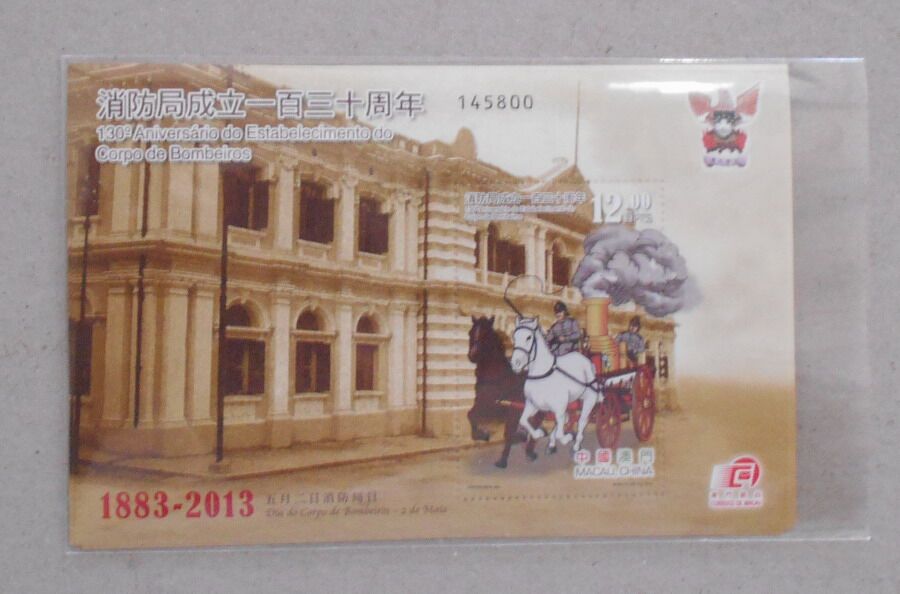 消防局成立一百三十周年 145800
130º Aniversário do Estabelecimento do
Corpo de Bombeiros
消防局成立一百三十周年
12.00
中國澳門
MACAU, CHINA
1883-2013 五月二日消防局日
Dia do Corpo de Bombeiros - 2 de Maio
CORREIOS DE MACAU